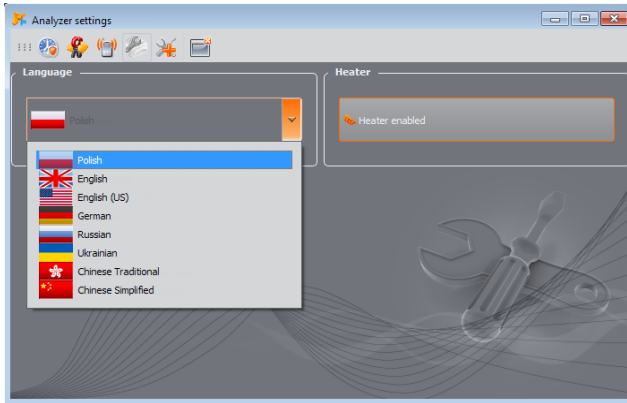 Analyzer settings
Language
Heater
Polish
Heater enabled
Polish
English
English (US)
German
Russian
Ukrainian
Chinese Traditional
Chinese Simplified